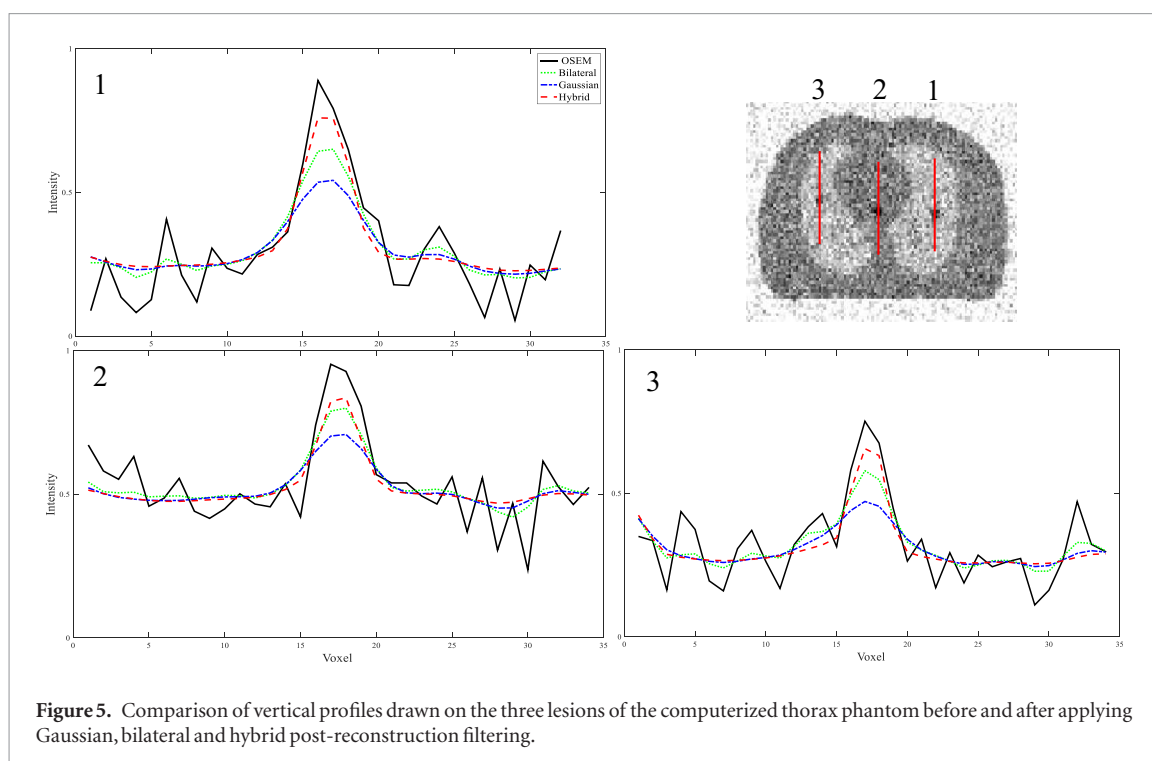 1
1
OSEM
Bilateral
Gaussian
Hybrid
Intensity
0.5
0
0 5 10 15 20 25 30 35
3 2 1
1
2
Intensity
0.5
0
0 5 10 15 20 25 30 35
Voxel
1
3
0.5
0
0 5 10 15 20 25 30 35
Voxel
Figure 5. Comparison of vertical profiles drawn on the three lesions of the computerized thorax phantom before and after applying
Gaussian, bilateral and hybrid post-reconstruction filtering.